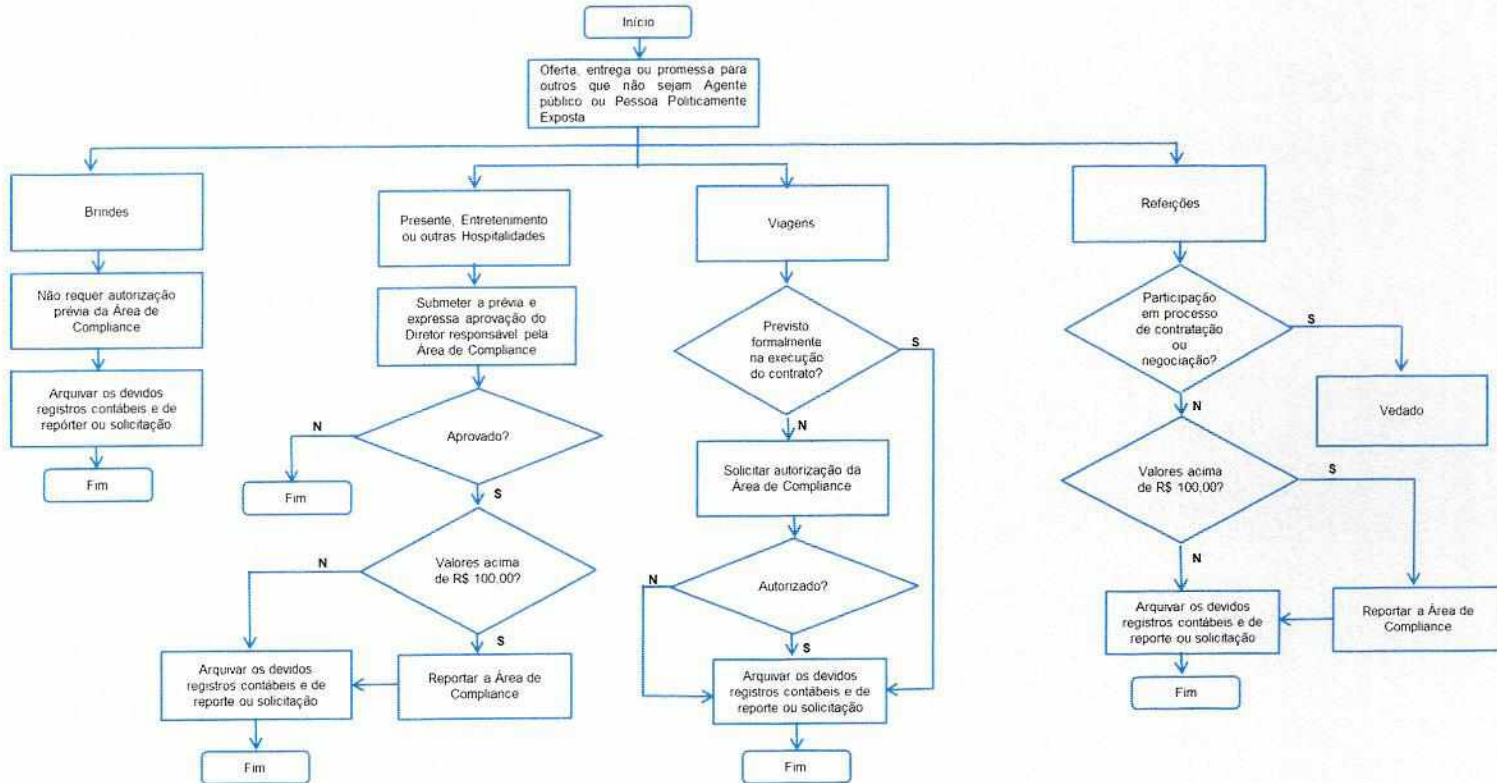 Início
Oferta, entrega ou promessa para
outros que não sejam Agente
público ou Pessoa Politicamente
Exposta
Brindes
Não requer autorização
prévia da Área de
Compliance
Arquivar os devidos
registros contábeis e de
repórter ou solicitação
Fim
Presente, Entretenimento
ou outras Hospitalidades
Submeter a prévia e
expressa aprovação do
Diretor responsável pela
Área de Compliance
Aprovado?
N
Fim
S
Valores acima
de R$ 100,00?
N
S
Reportar a Área de
Compliance
Arquivar os devidos
registros contábeis e de
reporte ou solicitação
Fim
Viagens
Previsto
formalmente
na execução
do contrato?
S
N
Solicitar autorização da
Área de Compliance
Autorizado?
N
S
Arquivar os devidos
registros contábeis e de
reporte ou solicitação
Fim
Refeições
Participação
em processo
de contratação
ou
negociação?
S
Vedado
N
Valores acima
de R$ 100,00?
S
N
Reportar a Área de
Compliance
Arquivar os devidos
registros contábeis e de
reporte ou solicitação
Fim